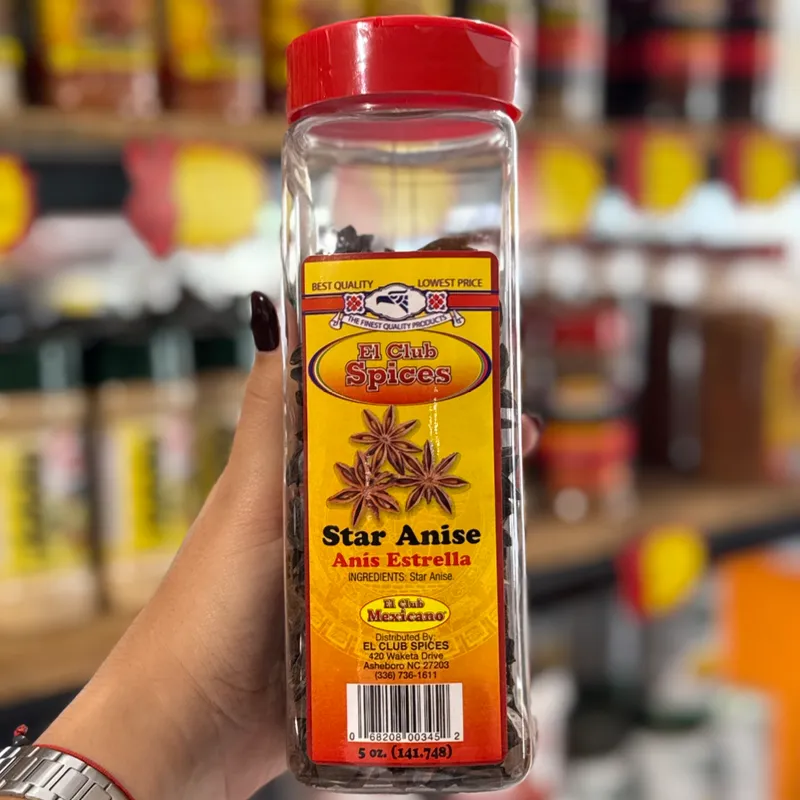 BEST QUALITY LOWEST PRICE
THE FINEST QUALITY PRODUCTS
El Club
Spices
Star Anise
Anis Estrella
INGREDIENTS: Star Anise
El Club
Mexicano
Distributed By:
EL CLUB SPICES
420 Waketa Drive
Asheboro NC 27203
(336) 736-1611
0 68208 00345 2
5 oz. (141.748)